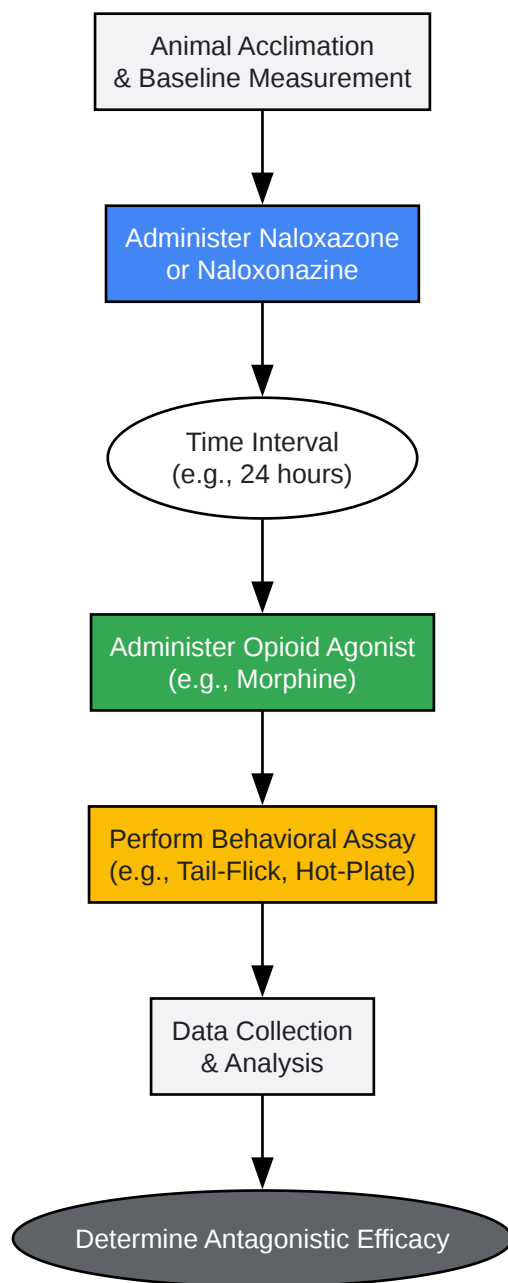 Animal Acclimation
& Baseline Measurement
Administer Naloxazone
or Naloxonazine
Time Interval
(e.g., 24 hours)
Administer Opioid Agonist
(e.g., Morphine)
Perform Behavioral Assay
(e.g., Tail-Flick, Hot-Plate)
Data Collection
& Analysis
Determine Antagonistic Efficacy